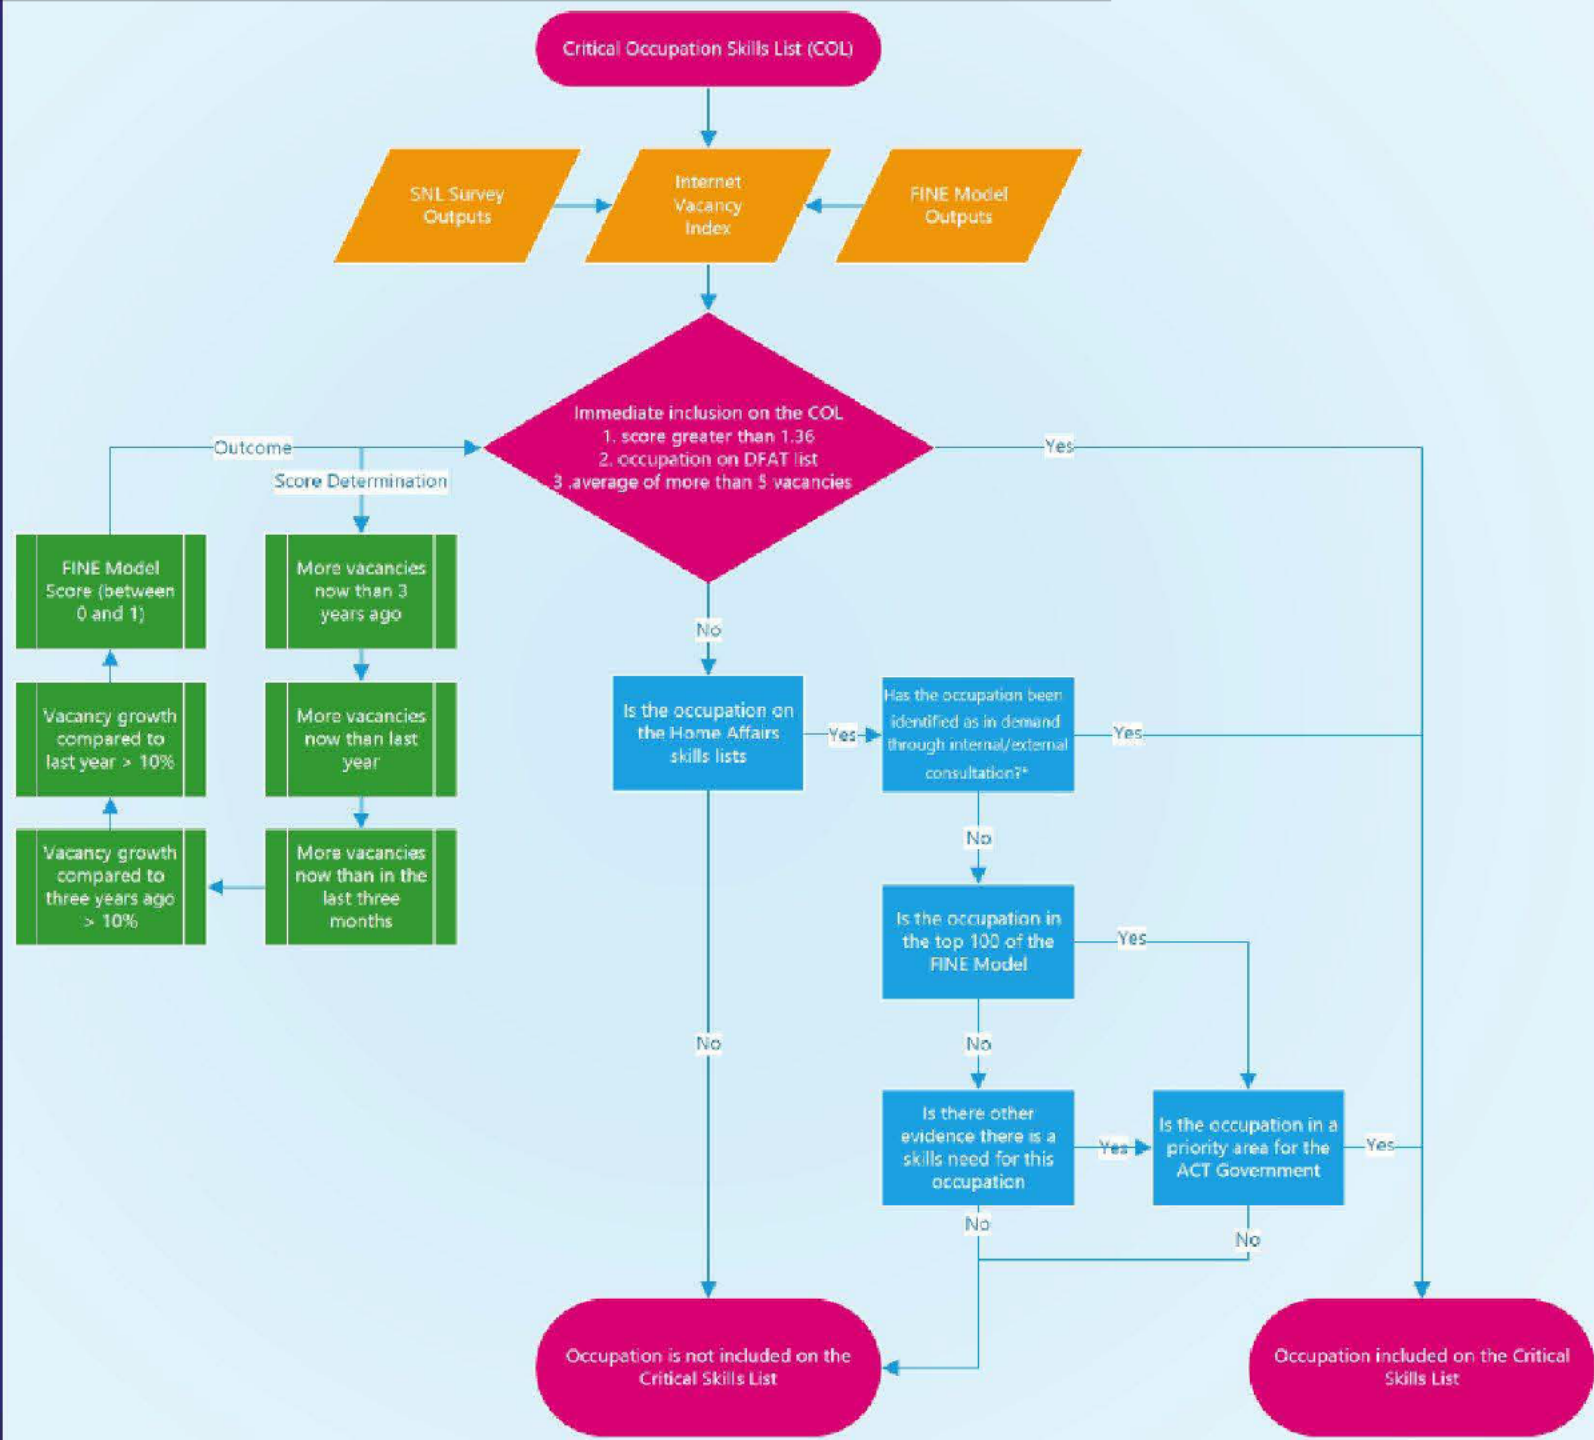 Critical Occupation Skills List (COL)
SNL Survey
Outputs
Internet
Vacancy
Index
FINE Model
Outputs
Immediate inclusion on the COL
1. score greater than 1.36
2. occupation on DFAT list
3 .average of more than 5 vacancies
Outcome
Yes
Score Determination
FINE Model
Score (between
0 and 1)
More vacancies
now than 3
years ago
No
Vacancy growth
compared to
last year > 10%
More vacancies
now than last
year
Is the occupation on
the Home Affairs
skills lists
Yes
Has the occupation been
identified as in demand
through internal/external
consultation?*
Yes
No
Vacancy growth
compared to
three years ago
> 10%
More vacancies
now than in the
last three
months
Is the occupation in
the top 100 of the
FINE Model
Yes
No
No
Is there other
evidence there is a
skills need for this
occupation
Yes
Is the occupation in a
priority area for the
ACT Government
Yes
No
No
Occupation is not included on the
Critical Skills List
Occupation included on the Critical
Skills List